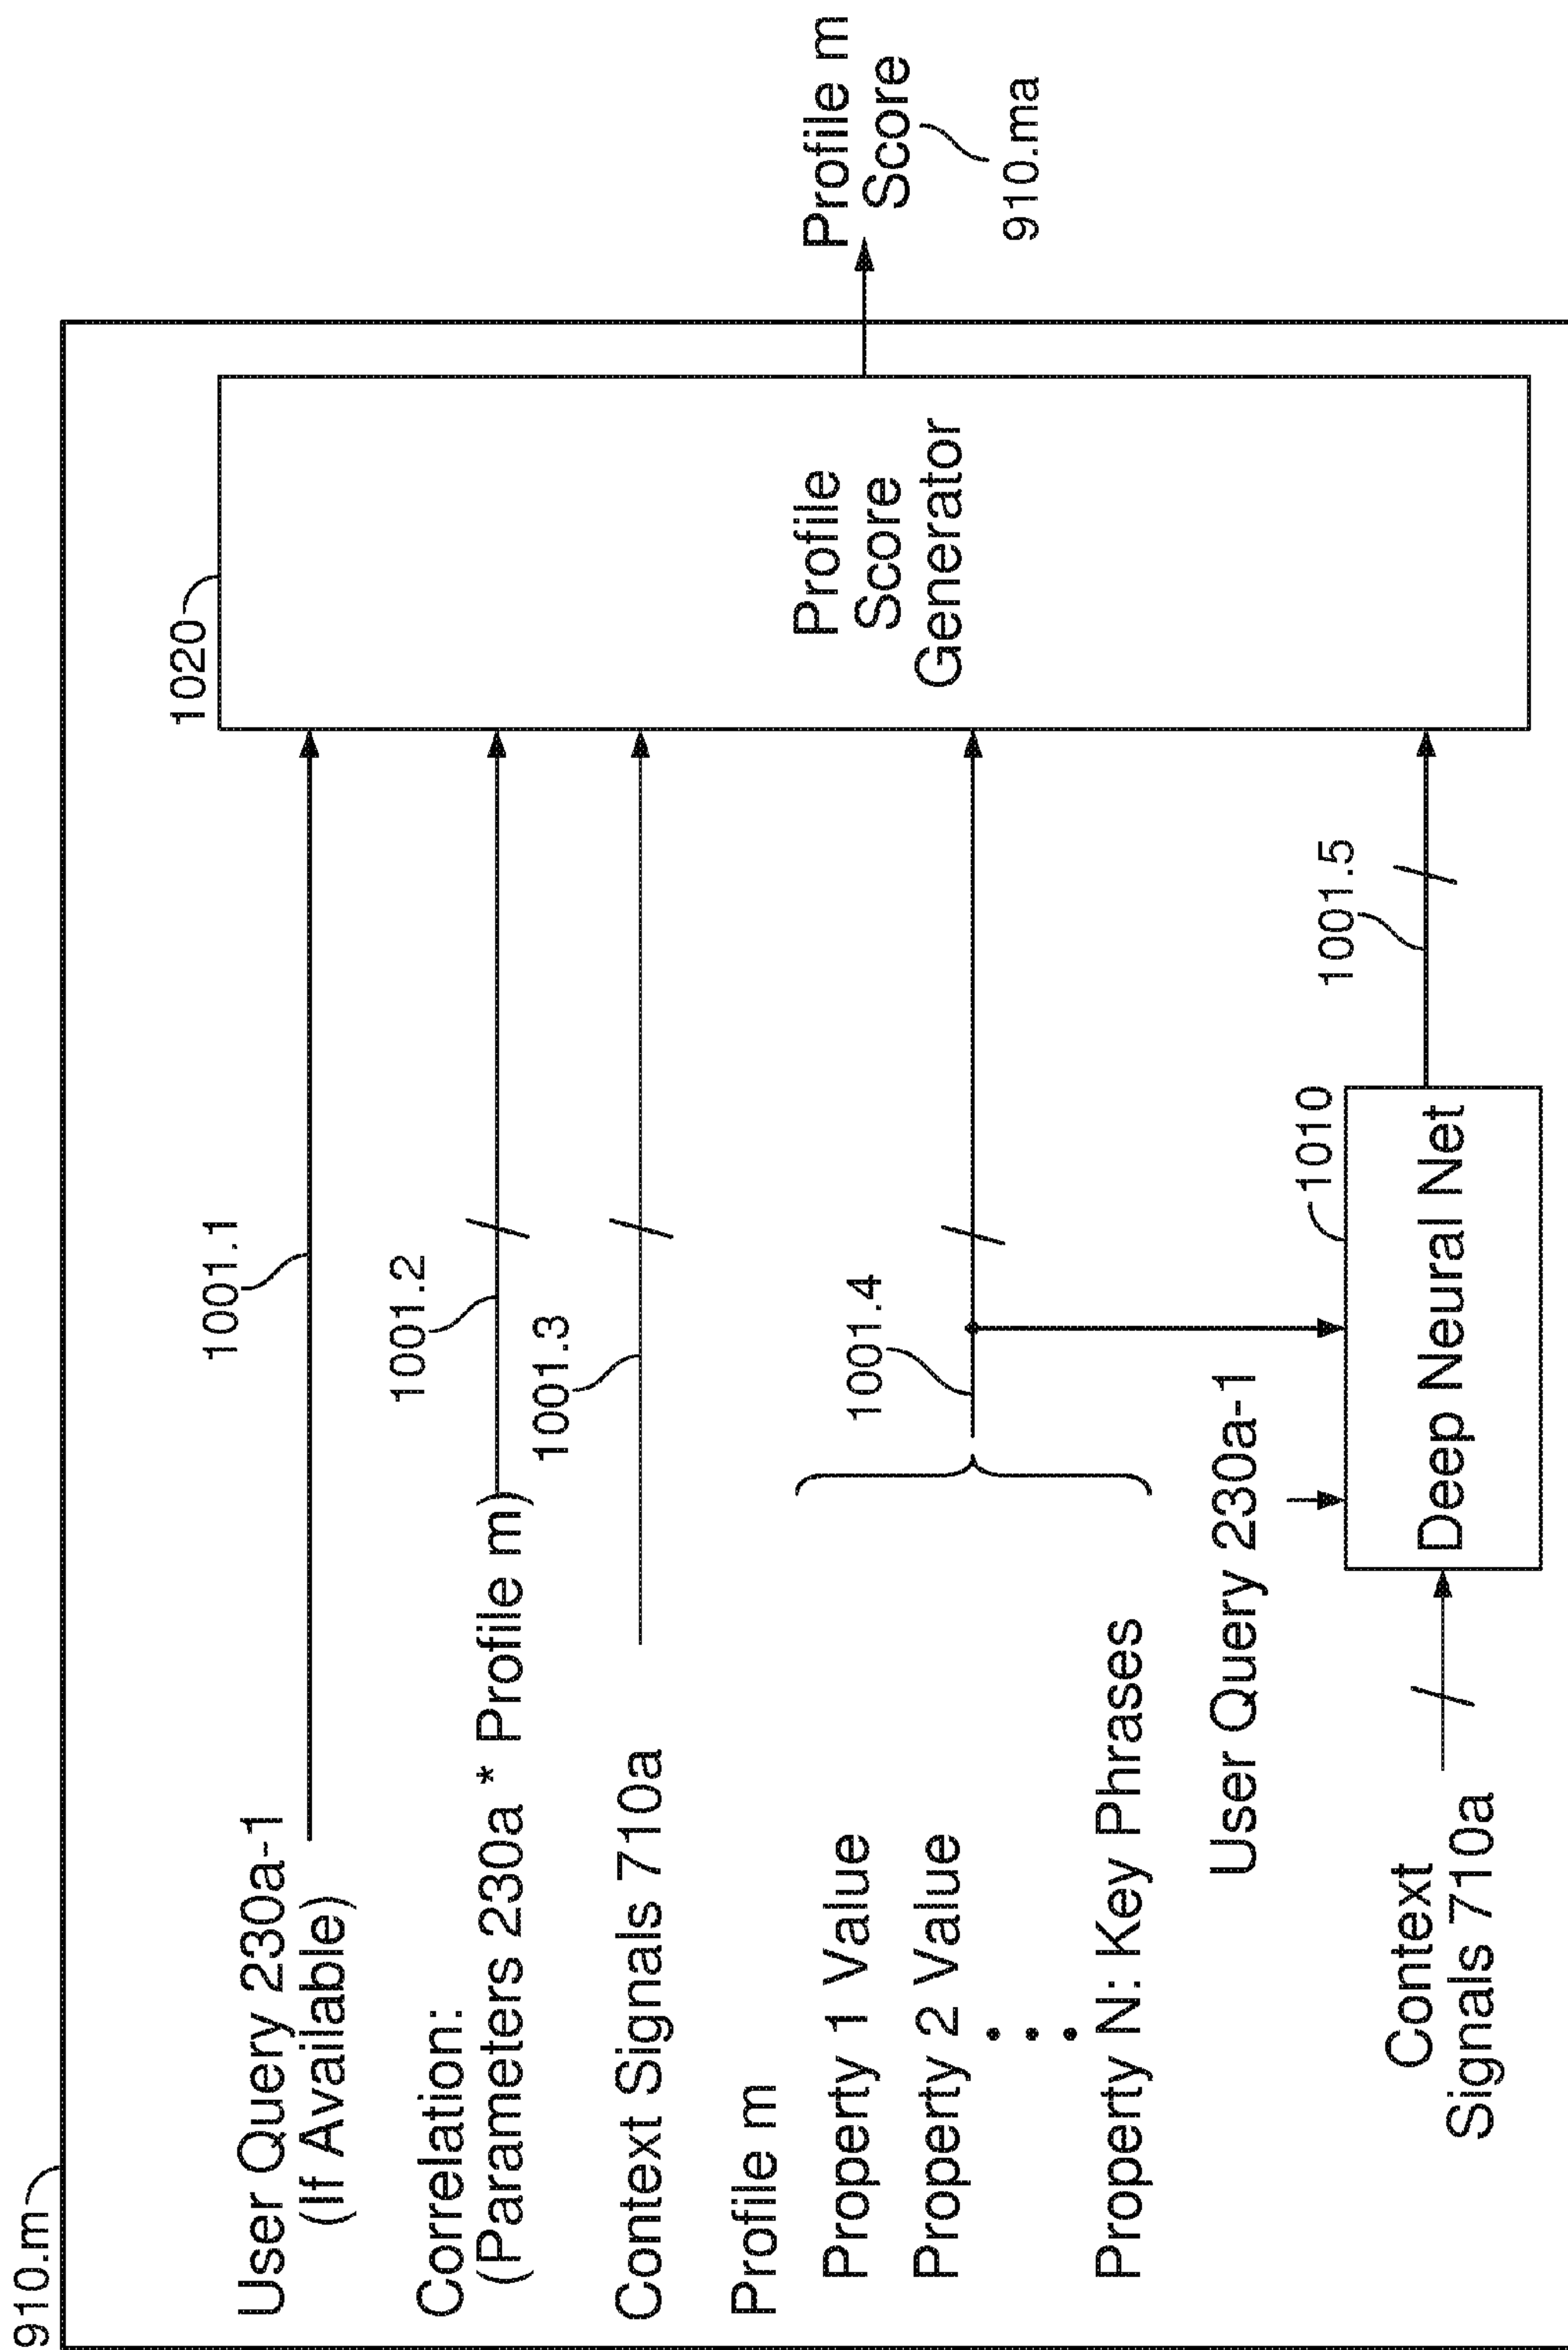 910.m
User Query 230a-1
(If Available)
1001.1
1020
Correlation:
(Parameters 230a * Profile m)
1001.2
Context Signals 710a
1001.3
Profile m
Property 1 Value
Property 2 Value
Property N: Key Phrases
1001.4
Profile
Score
Generator
Profile m
Score
910.ma
User Query 230a-1
1010
Context
Signals 710a
Deep Neural Net
1001.5